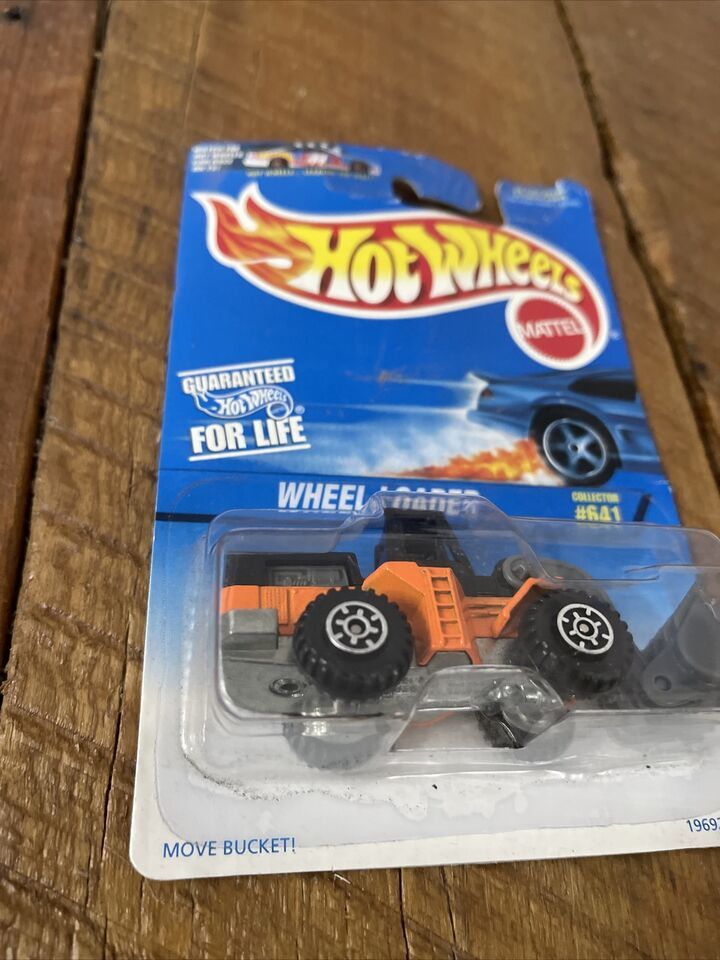 HOT WHEELS
MATTEL
GUARANTEED
HOT WHEELS
FOR LIFE
WHEEL LOADER
COLLECTOR
#641
MOVE BUCKET!
1969